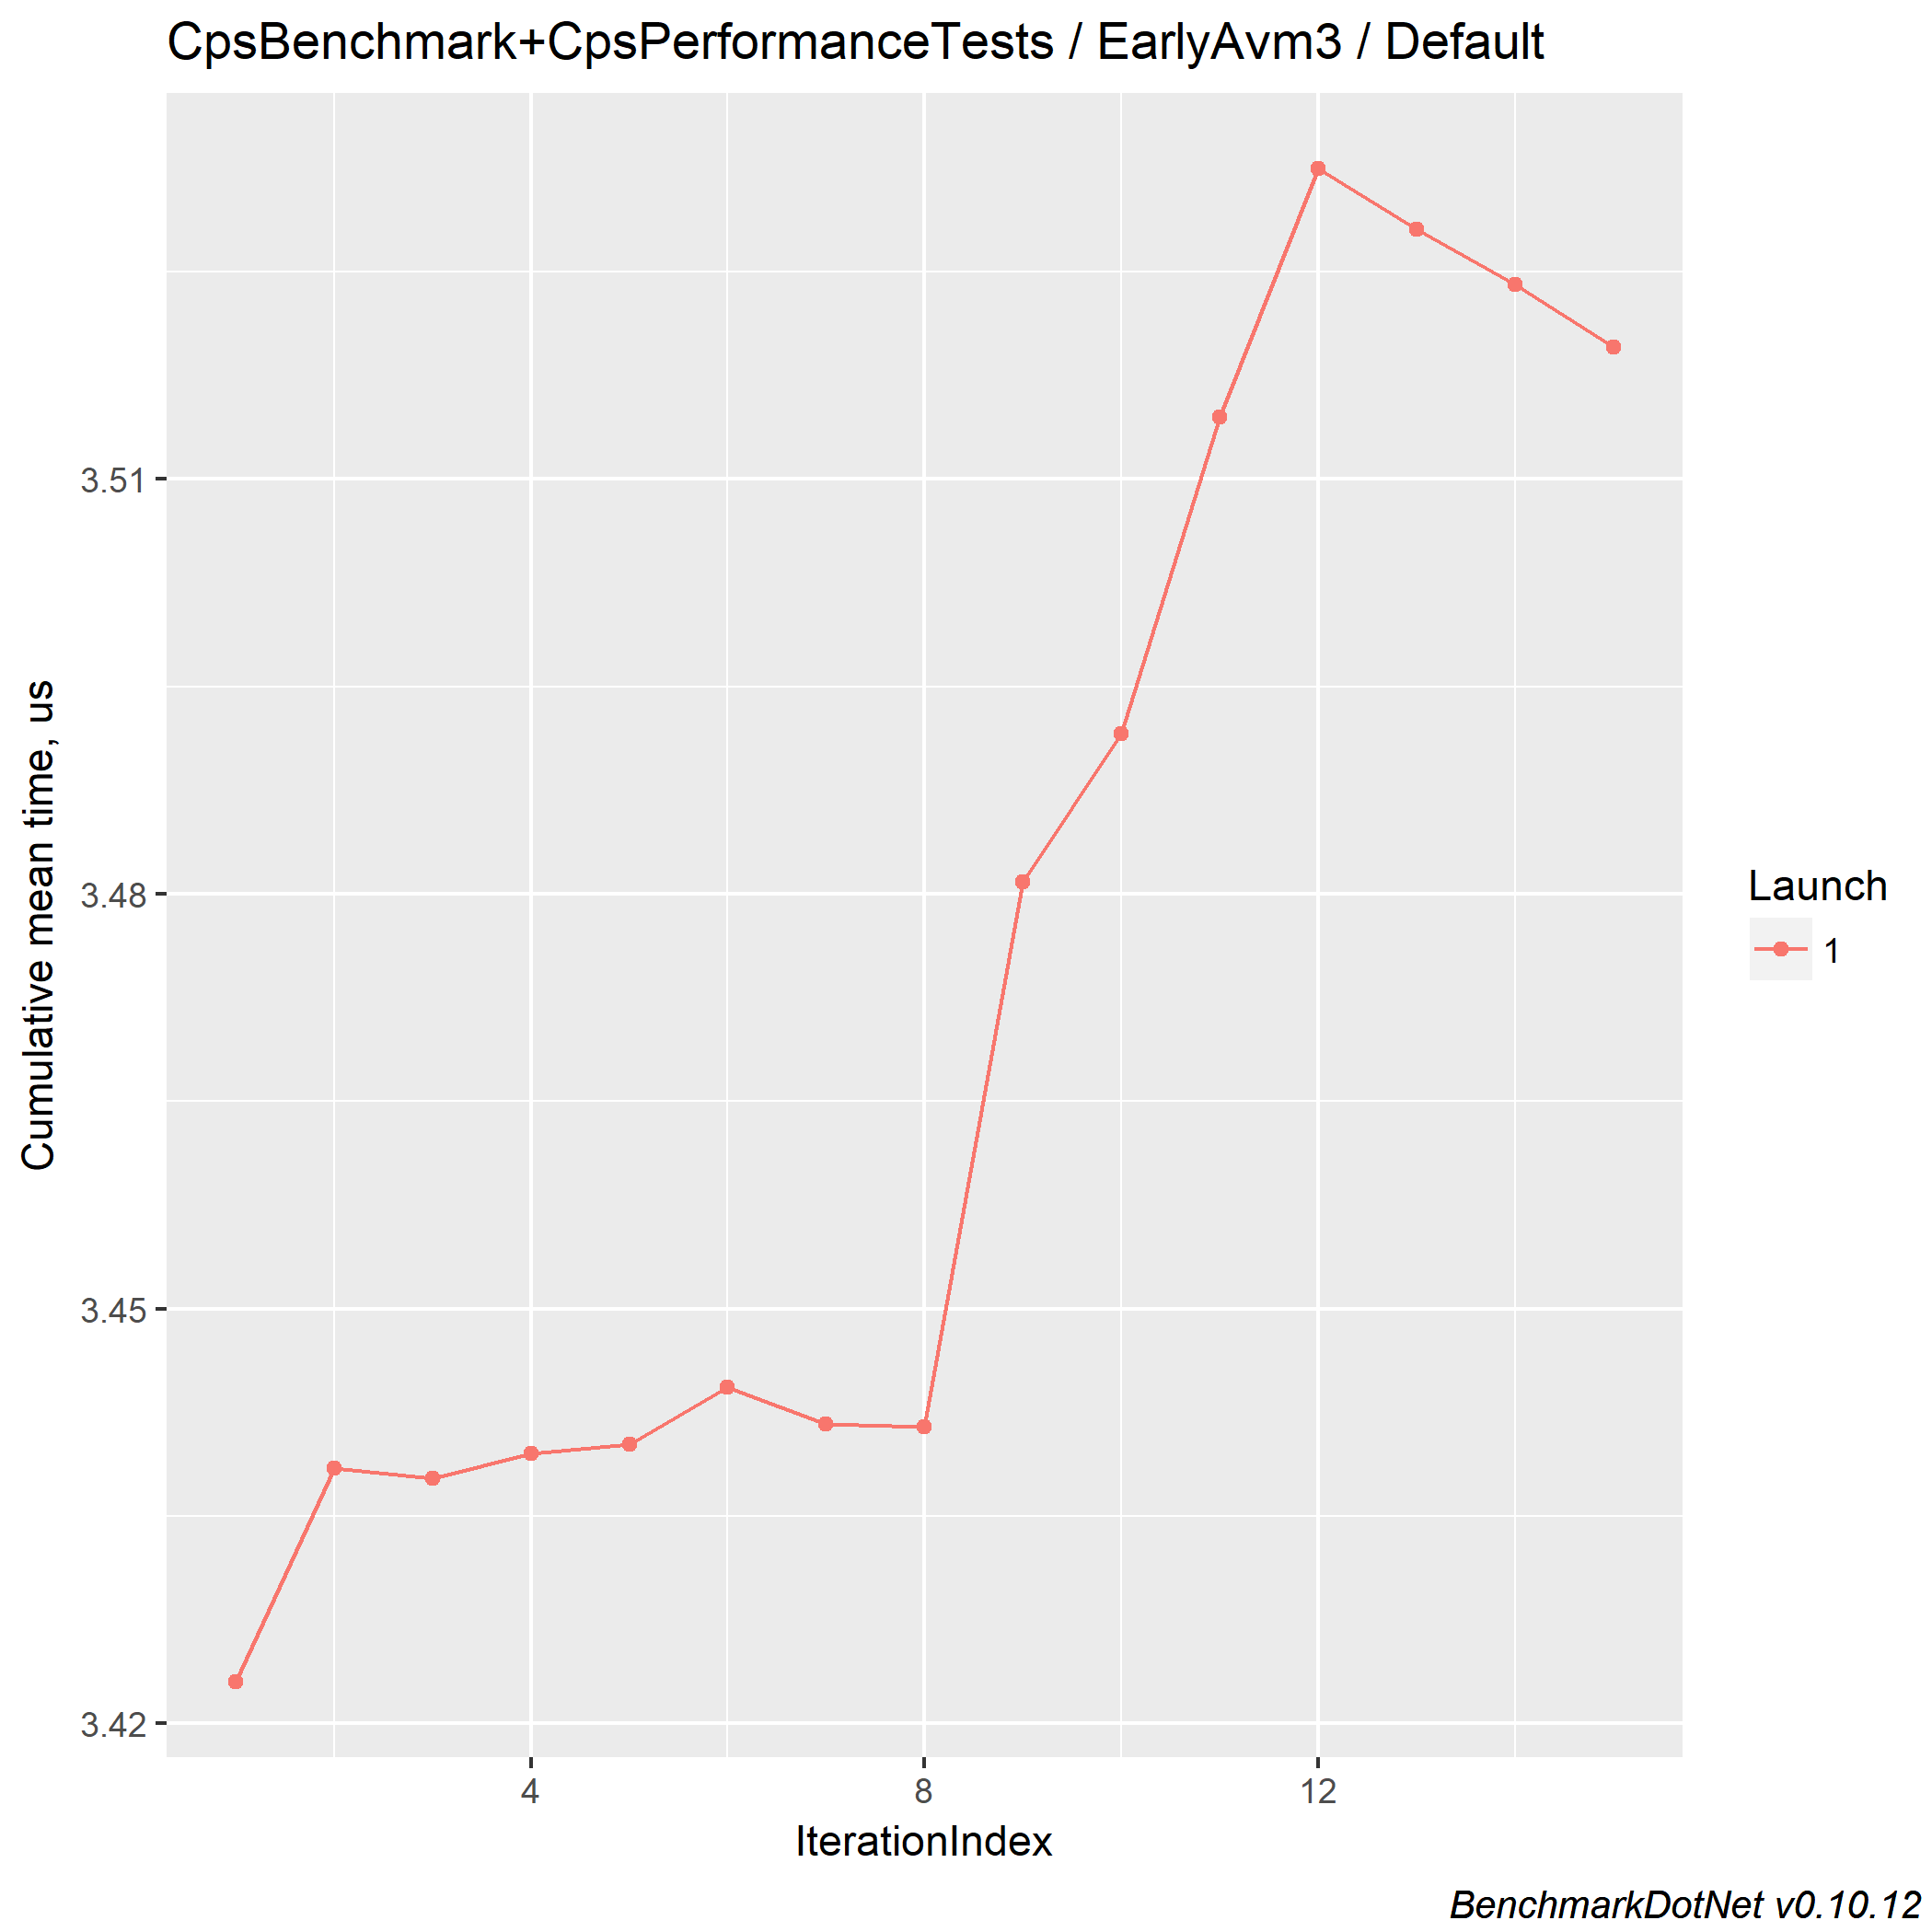 CpsBenchmark+CpsPerformanceTests / EarlyAvm3 / Default
Cumulative mean time, us
3.51
3.48
3.45
3.42
4
8
12
IterationIndex
Launch
1
BenchmarkDotNet v0.10.12